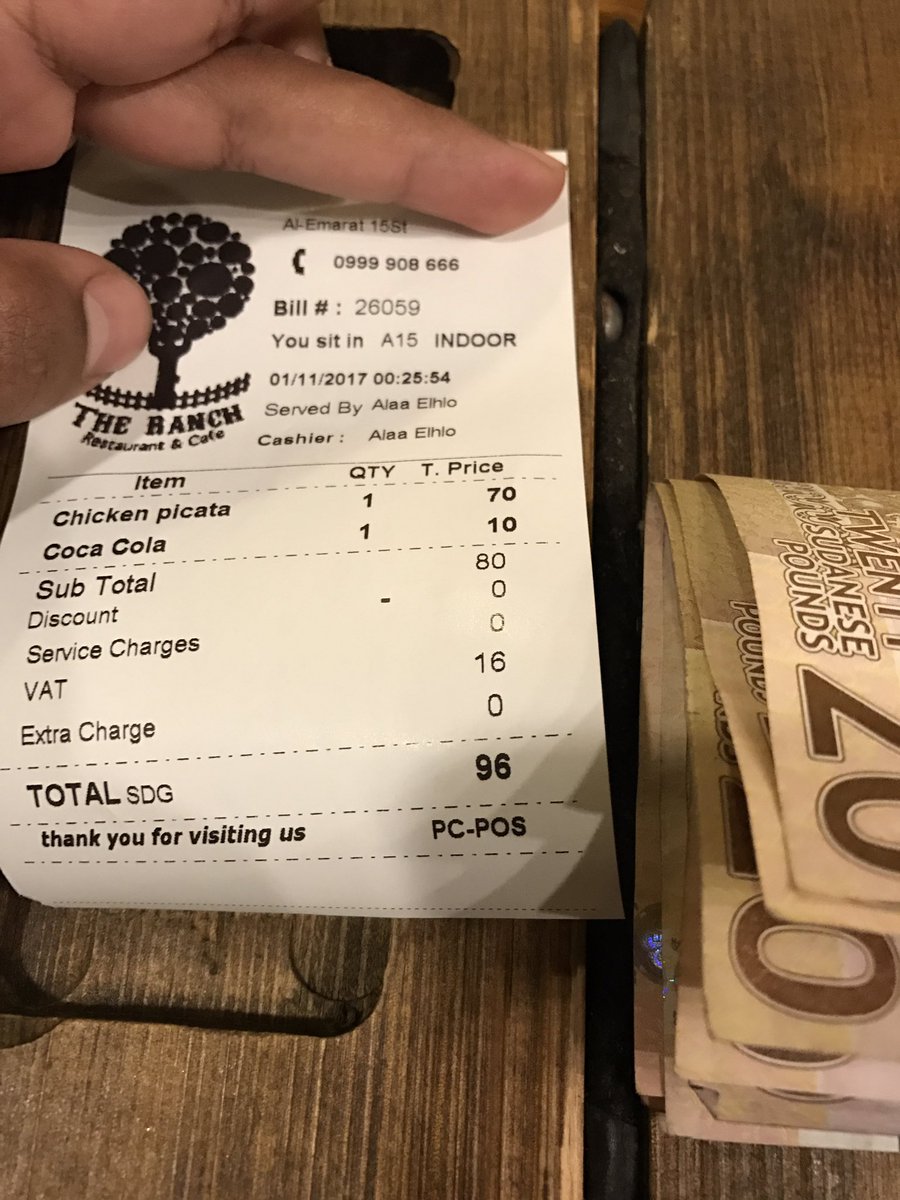 Al-Emarat 15St
0999 908 666
Bill # : 26059
You sit in A15 INDOOR
01/11/2017 00:25:54
Served By Alaa Elhlo
Cashier : Alaa Elhlo
THE RANCH
Restaurant & Cafe
Item QTY T. Price
Chicken picata 1 70
Coca Cola 1 10
Sub Total 80
Discount - 0
Service Charges 0
VAT 16
Extra Charge 0
TOTAL SDG 96
thank you for visiting us PC-POS
TWENTY
SUDANESE
POUNDS
20
POUNDS